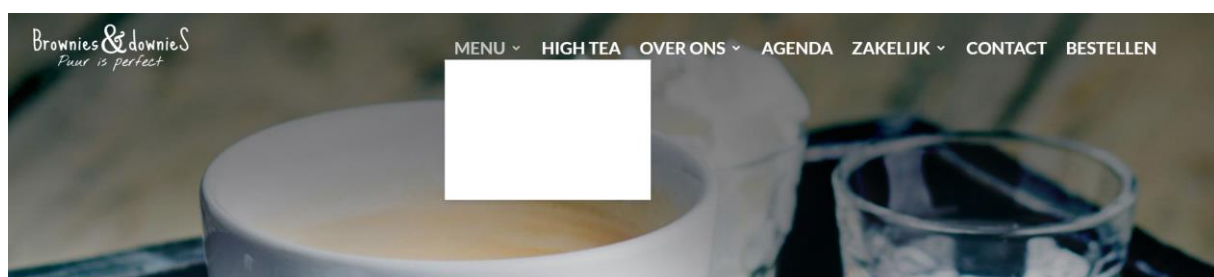 Brownies & downieS
Puur is perfect
MENU HIGH TEA OVER ONS AGENDA ZAKELIJK CONTACT BESTELLEN